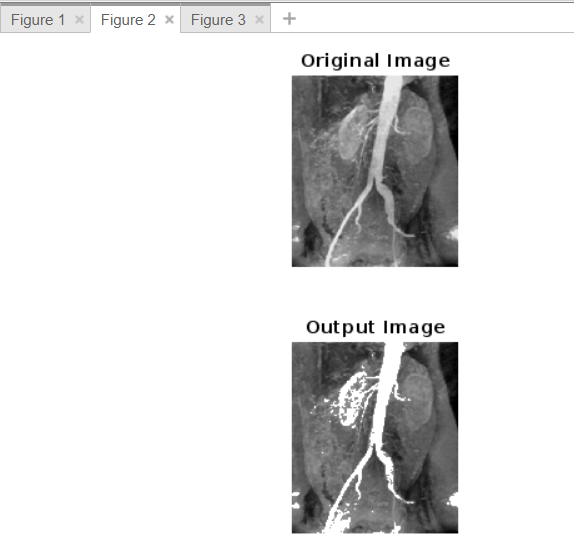 Figure 1 × Figure 2 × Figure 3 × +
Original Image
Output Image